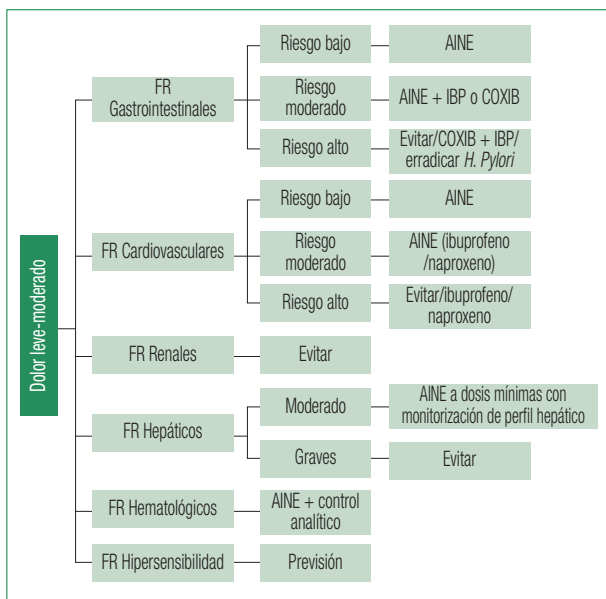 Dolor leve-moderado
FR
Gastrointestinales
Riesgo bajo
AINE
Riesgo
moderado
AINE + IBP o COXIB
Riesgo alto
Evitar/COXIB + IBP/
erradicar H. Pylori
FR Cardiovasculares
Riesgo bajo
AINE
Riesgo
moderado
AINE (ibuprofeno
/naproxeno)
Riesgo alto
Evitar/ibuprofeno/
naproxeno
FR Renales
Evitar
FR Hepáticos
Moderado
AINE a dosis mínimas con
monitorización de perfil hepático
Graves
Evitar
FR Hematológicos
AINE + control
analítico
FR Hipersensibilidad
Previsión